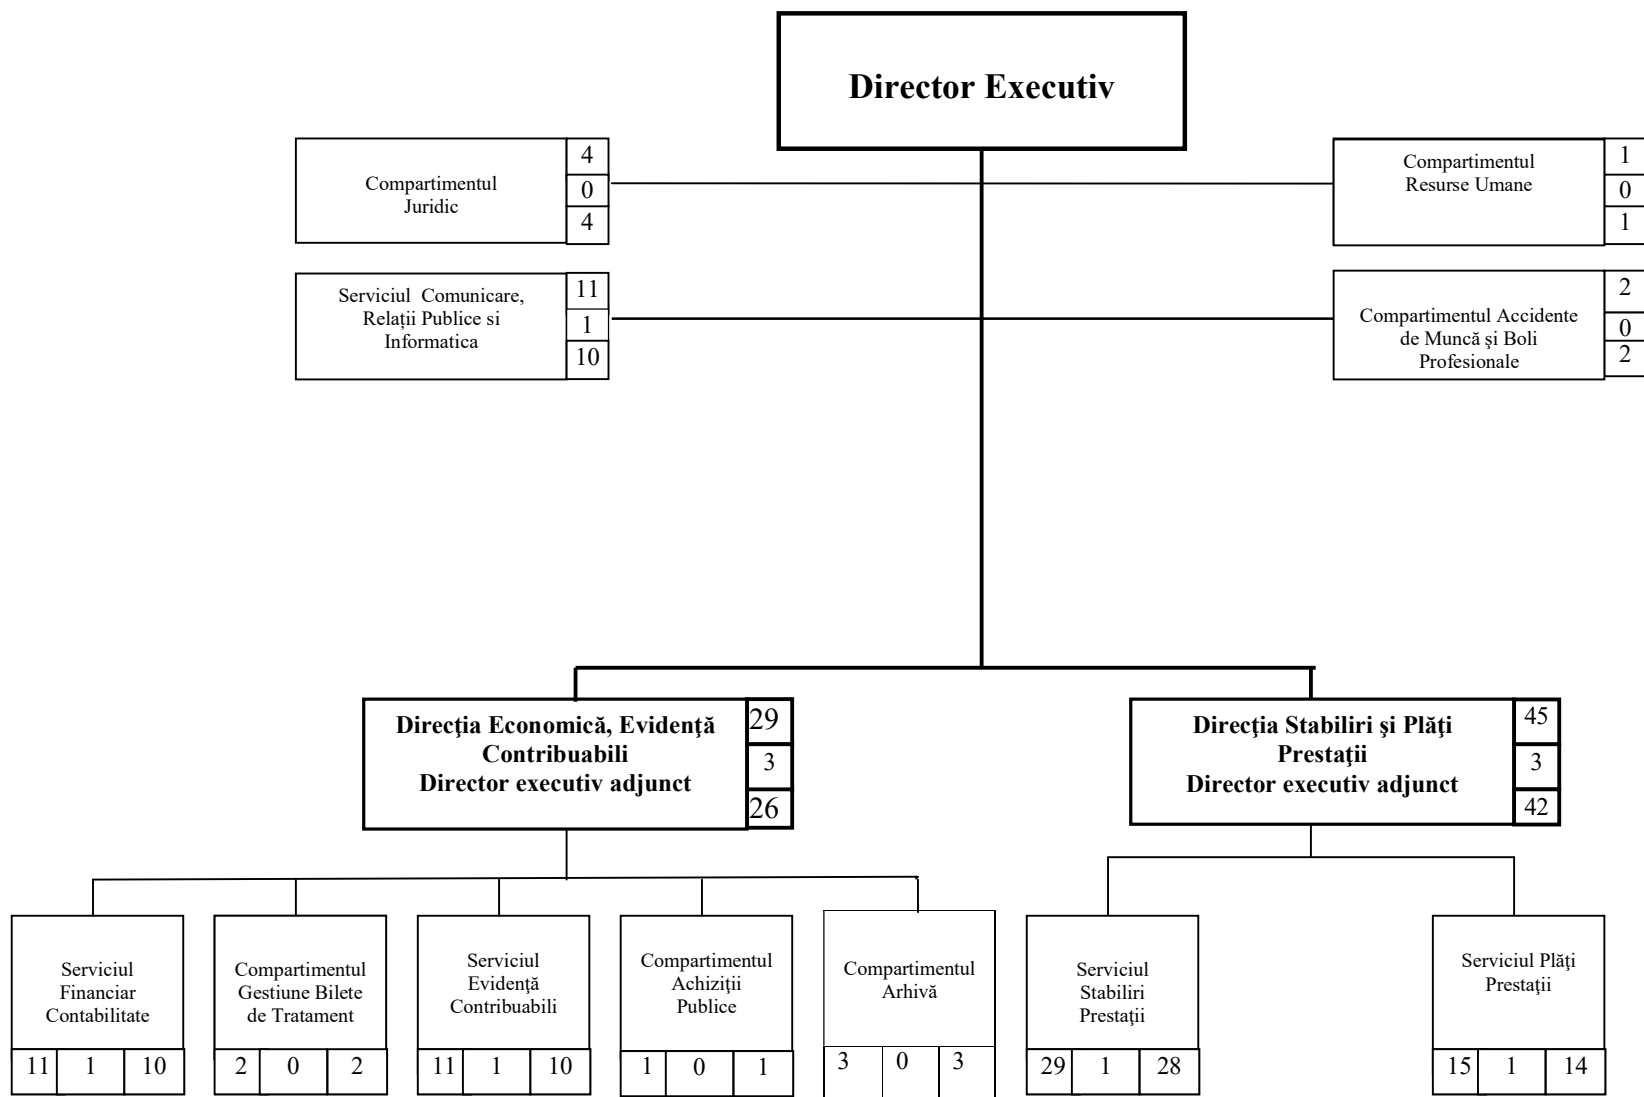 Director Executiv
Compartimentul
Juridic
4
0
4
Compartimentul
Resurse Umane
1
0
1
Serviciul Comunicare,
Relații Publice si
Informatica
11
1
10
Compartimentul Accidente
de Muncă şi Boli
Profesionale
2
0
2
Direcţia Economică, Evidenţă
Contribuabili
Director executiv adjunct
29
3
26
Direcţia Stabiliri şi Plăţi
Prestaţii
Director executiv adjunct
45
3
42
Serviciul
Financiar
Contabilitate
11 1 10
Compartimentul
Gestiune Bilete
de Tratament
2 0 2
Serviciul
Evidenţă
Contribuabili
11 1 10
Compartimentul
Achiziţii
Publice
1 0 1
Compartimentul
Arhivă
3 0 3
Serviciul
Stabiliri
Prestaţii
29 1 28
Serviciul Plăţi
Prestaţii
15 1 14